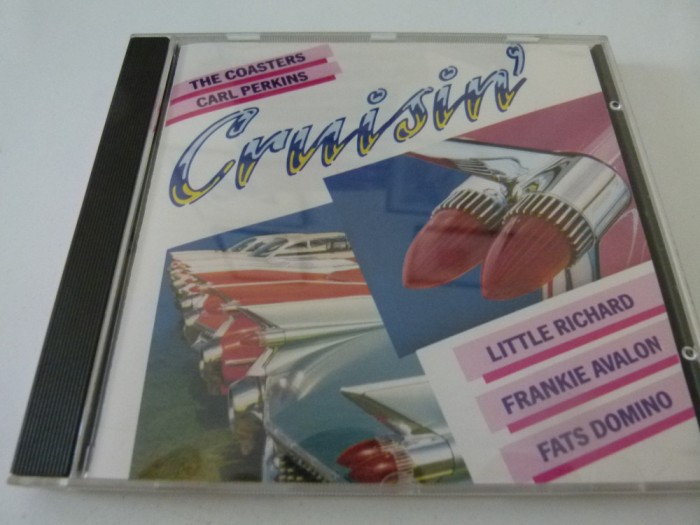 THE COASTERS
CARL PERKINS
Cruisin'
LITTLE RICHARD
FRANKIE AVALON
FATS DOMINO